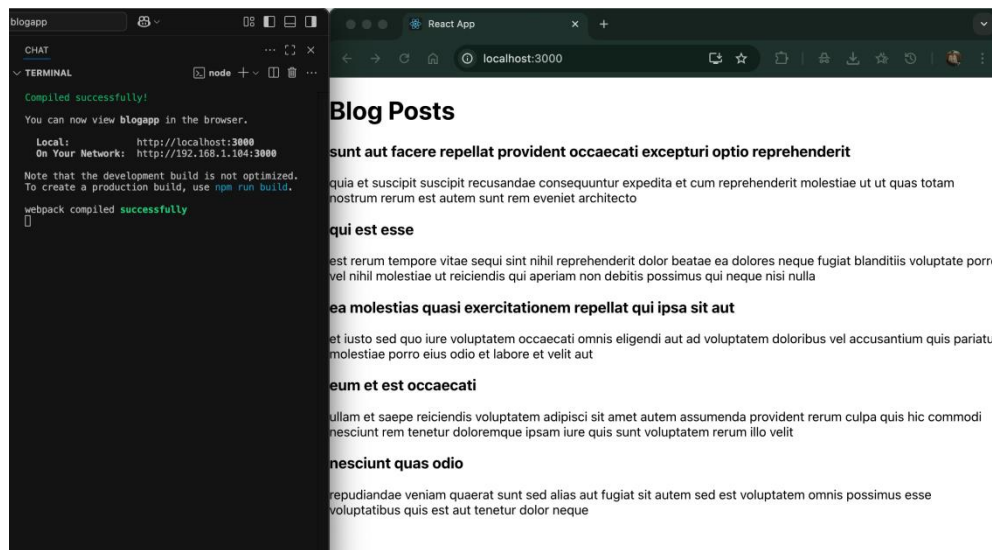 blogapp
CHAT
TERMINAL
node
Compiled successfully!
You can now view blogapp in the browser.
Local: http://localhost:3000
On Your Network: http://192.168.1.104:3000
Note that the development build is not optimized.
To create a production build, use npm run build.
webpack compiled successfully
React App
localhost:3000
Blog Posts
sunt aut facere repellat provident occaecati excepturi optio reprehenderit
quia et suscipit suscipit recusandae consequuntur expedita et cum reprehenderit molestiae ut ut quas totam
nostrum rerum est autem sunt rem eveniet architecto
qui est esse
est rerum tempore vitae sequi sint nihil reprehenderit dolor beatae ea dolores neque fugiat blanditiis voluptate porr
vel nihil molestiae ut reiciendis qui aperiam non debitis possimus qui neque nisi nulla
ea molestias quasi exercitationem repellat qui ipsa sit aut
et iusto sed quo iure voluptatem occaecati omnis eligendi aut ad voluptatem doloribus vel accusantium quis pariatu
molestiae porro eius odio et labore et velit aut
eum et est occaecati
ullam et saepe reiciendis voluptatem adipisci sit amet autem assumenda provident rerum culpa quis hic commodi
nesciunt rem tenetur doloremque ipsam iure quis sunt voluptatem rerum illo velit
nesciunt quas odio
repudiandae veniam quaerat sunt sed alias aut fugiat sit autem sed est voluptatem omnis possimus esse
voluptatibus quis est aut tenetur dolor neque